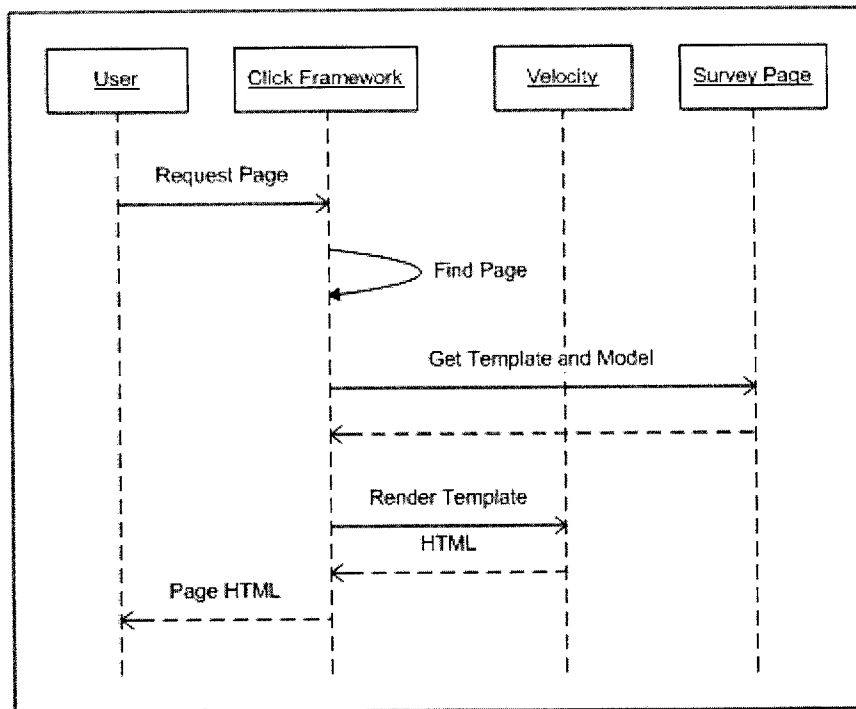 User
Click Framework
Velocity
Survey Page
Request Page
Find Page
Get Template and Model
Render Template
HTML
Page HTML